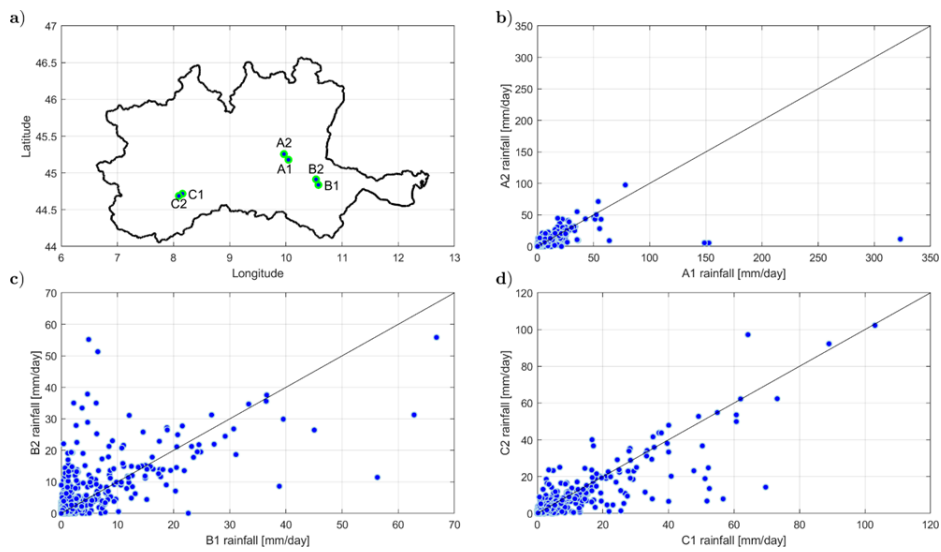 a)
47
46
45.5
45
44.5
44
Latitude
6
7
8
9
10
11
12
13
Longitude
A2
A1
B2
B1
C1
C2
b)
350
300
250
200
150
100
50
0
A2 rainfall [mm/day]
0 50 100 150 200 250 300 350
A1 rainfall [mm/day]
c)
70
60
50
40
30
20
10
0
B2 rainfall [mm/day]
0 10 20 30 40 50 60 70
B1 rainfall [mm/day]
d)
120
100
80
60
40
20
0
C2 rainfall [mm/day]
0 20 40 60 80 100 120
C1 rainfall [mm/day]